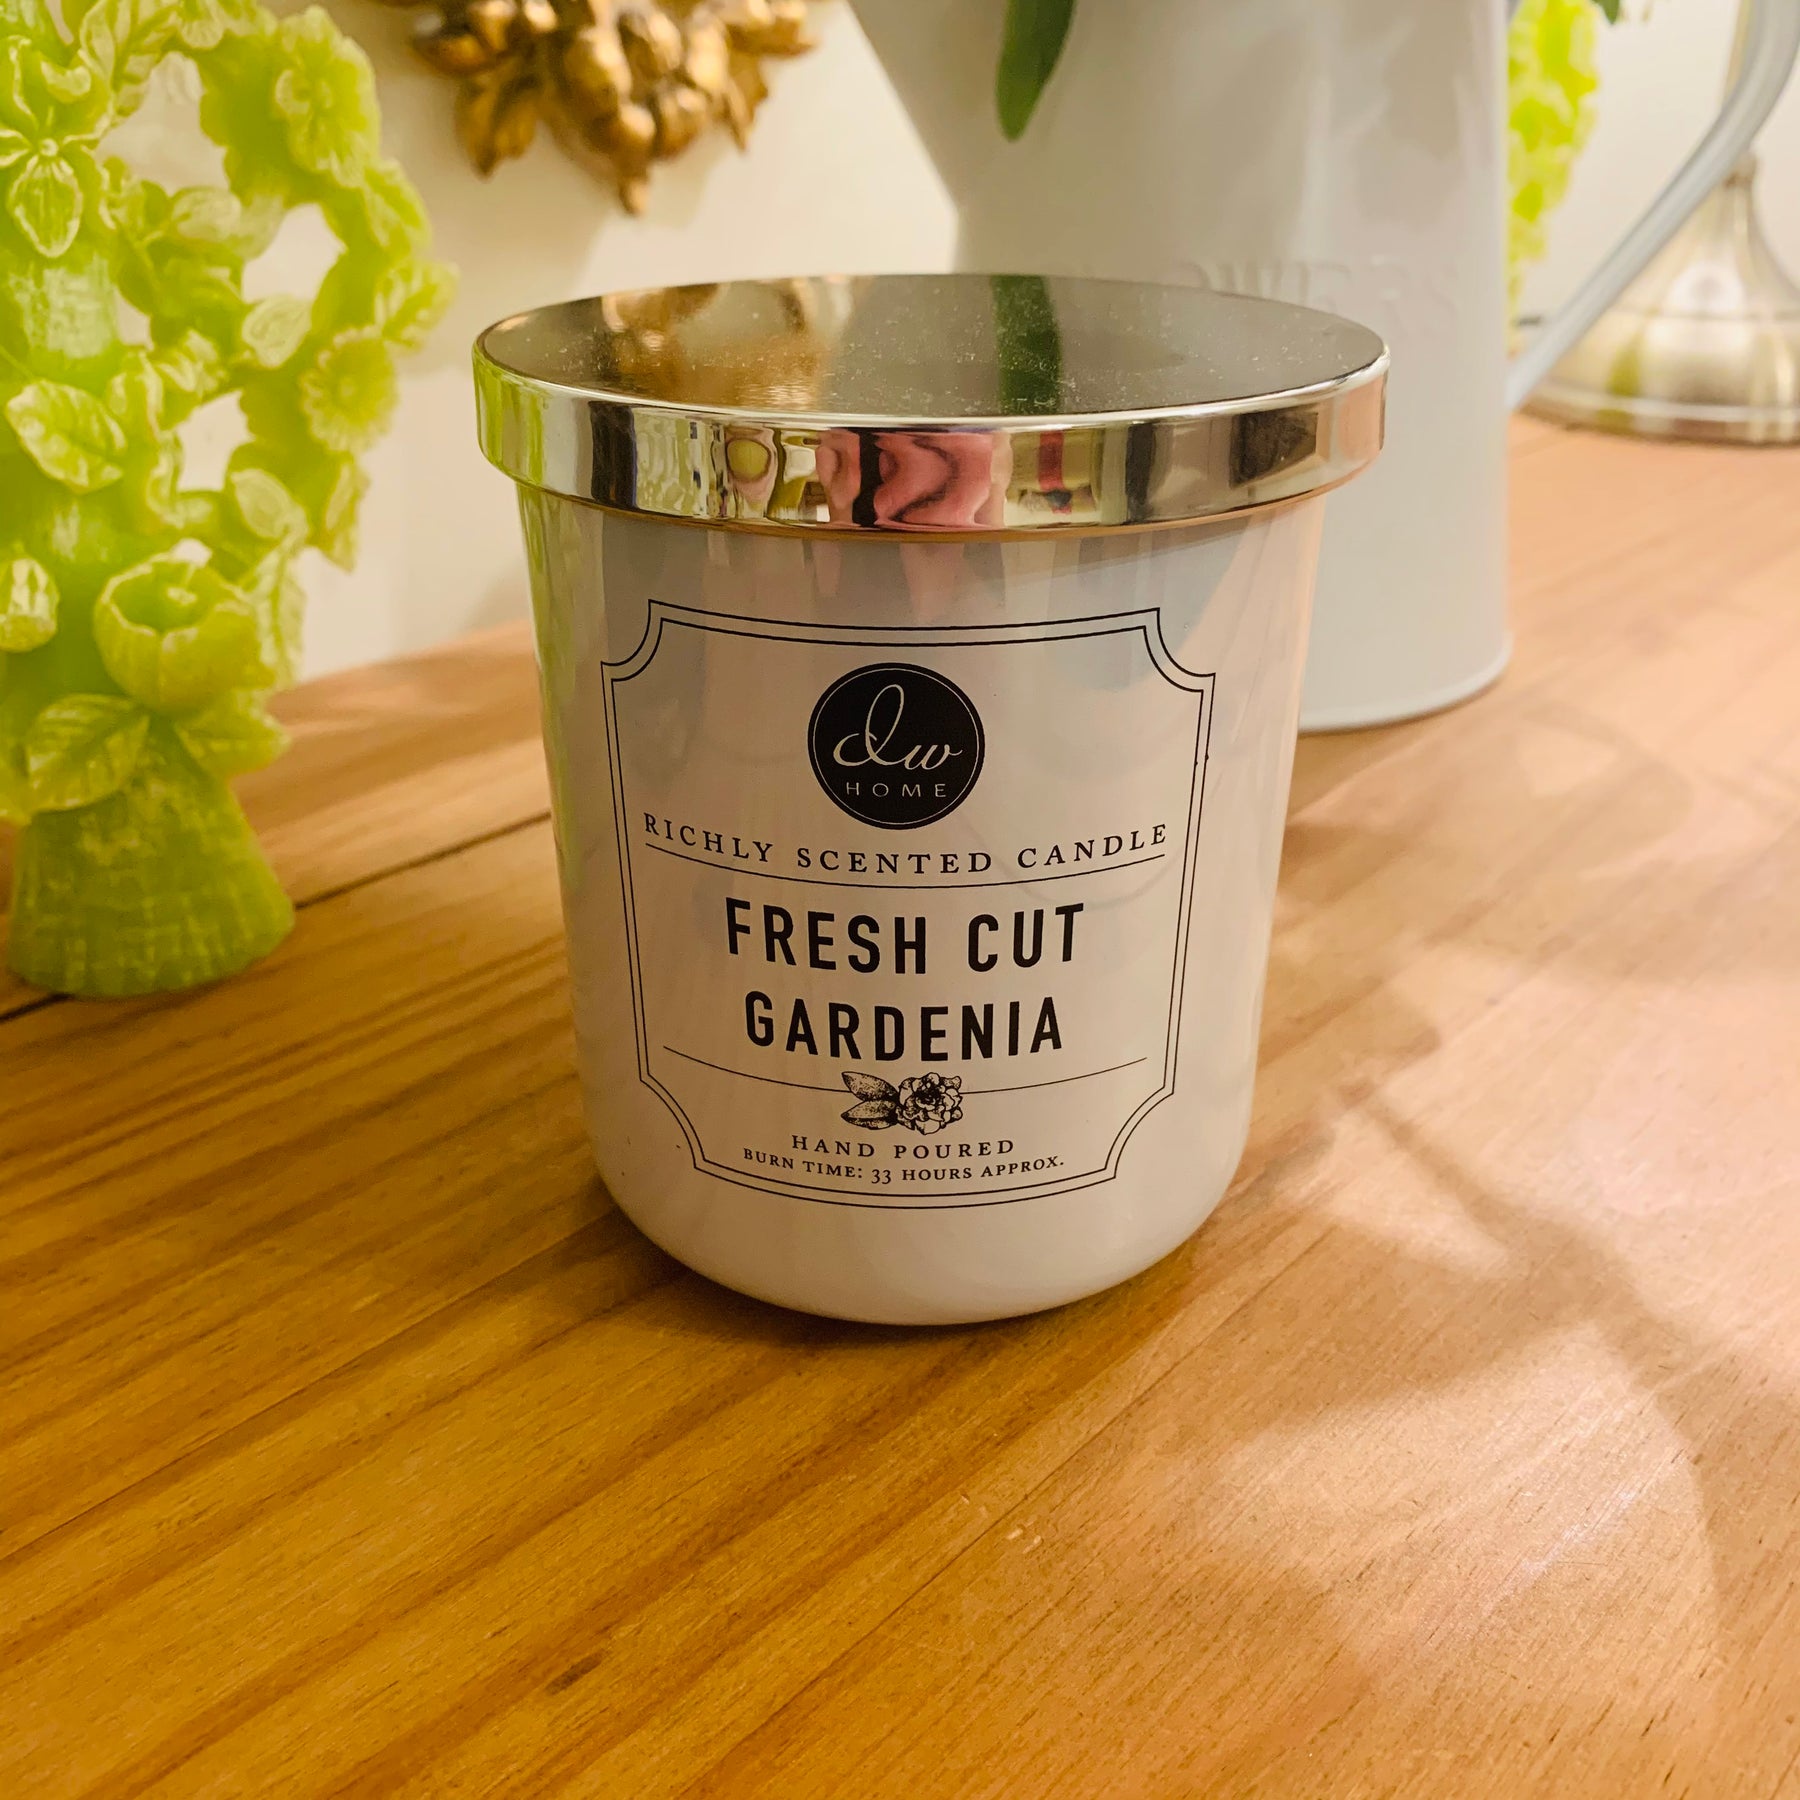 dw
HOME
RICHLY SCENTED CANDLE
FRESH CUT
GARDENIA
HAND POURED
BURN TIME: 33 HOURS APPROX.